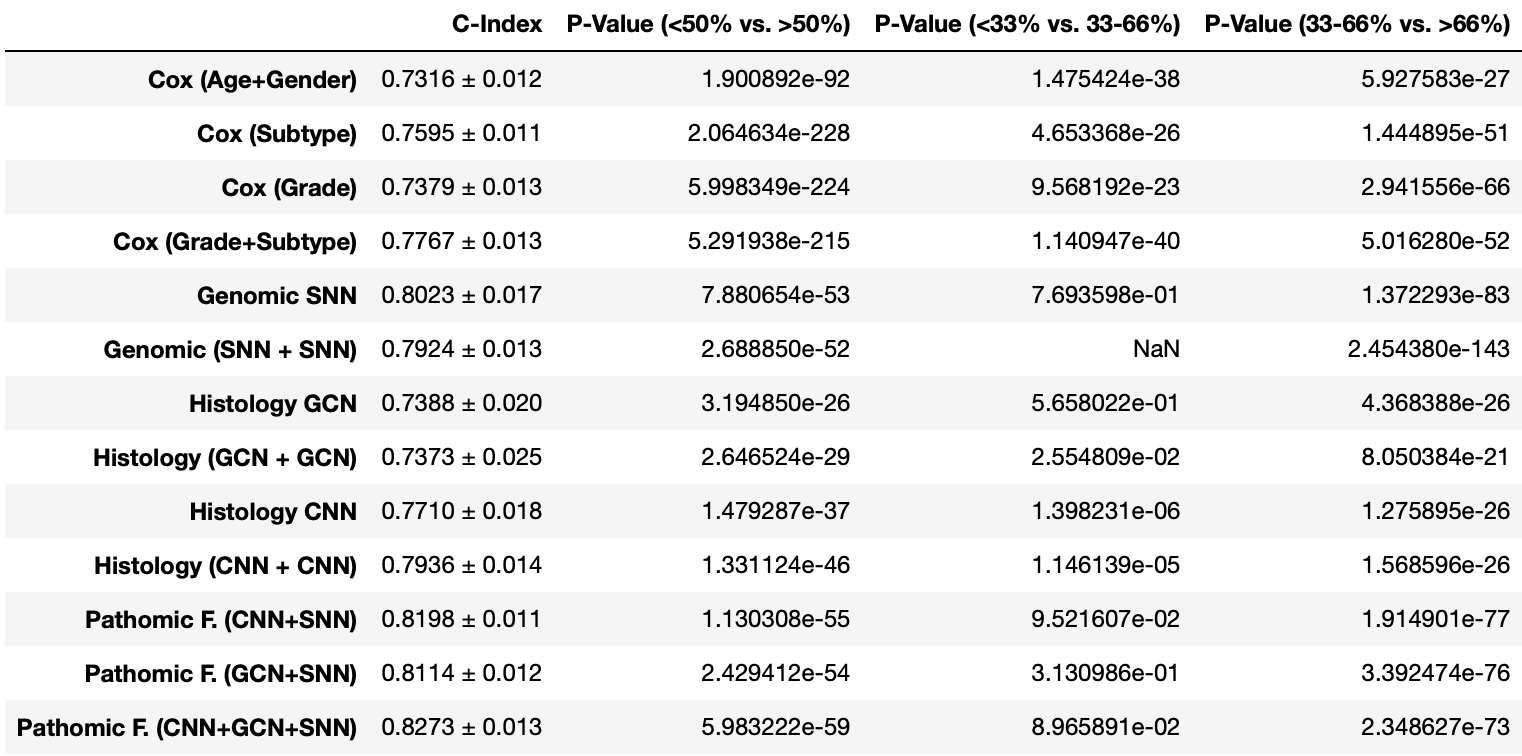 C-Index P-Value (<50% vs. >50%) P-Value (<33% vs. 33-66%) P-Value (33-66% vs. >66%)
Cox (Age+Gender) 0.7316 ± 0.012 1.900892e-92 1.475424e-38 5.927583e-27
Cox (Subtype) 0.7595 ± 0.011 2.064634e-228 4.653368e-26 1.444895e-51
Cox (Grade) 0.7379 ± 0.013 5.998349e-224 9.568192e-23 2.941556e-66
Cox (Grade+Subtype) 0.7767 ± 0.013 5.291938e-215 1.140947e-40 5.016280e-52
Genomic SNN 0.8023 ± 0.017 7.880654e-53 7.693598e-01 1.372293e-83
Genomic (SNN + SNN) 0.7924 ± 0.013 2.688850e-52 NaN 2.454380e-143
Histology GCN 0.7388 ± 0.020 3.194850e-26 5.658022e-01 4.368388e-26
Histology (GCN + GCN) 0.7373 ± 0.025 2.646524e-29 2.554809e-02 8.050384e-21
Histology CNN 0.7710 ± 0.018 1.479287e-37 1.398231e-06 1.275895e-26
Histology (CNN + CNN) 0.7936 ± 0.014 1.331124e-46 1.146139e-05 1.568596e-26
Pathomic F. (CNN+SNN) 0.8198 ± 0.011 1.130308e-55 9.521607e-02 1.914901e-77
Pathomic F. (GCN+SNN) 0.8114 ± 0.012 2.429412e-54 3.130986e-01 3.392474e-76
Pathomic F. (CNN+GCN+SNN) 0.8273 ± 0.013 5.983222e-59 8.965891e-02 2.348627e-73